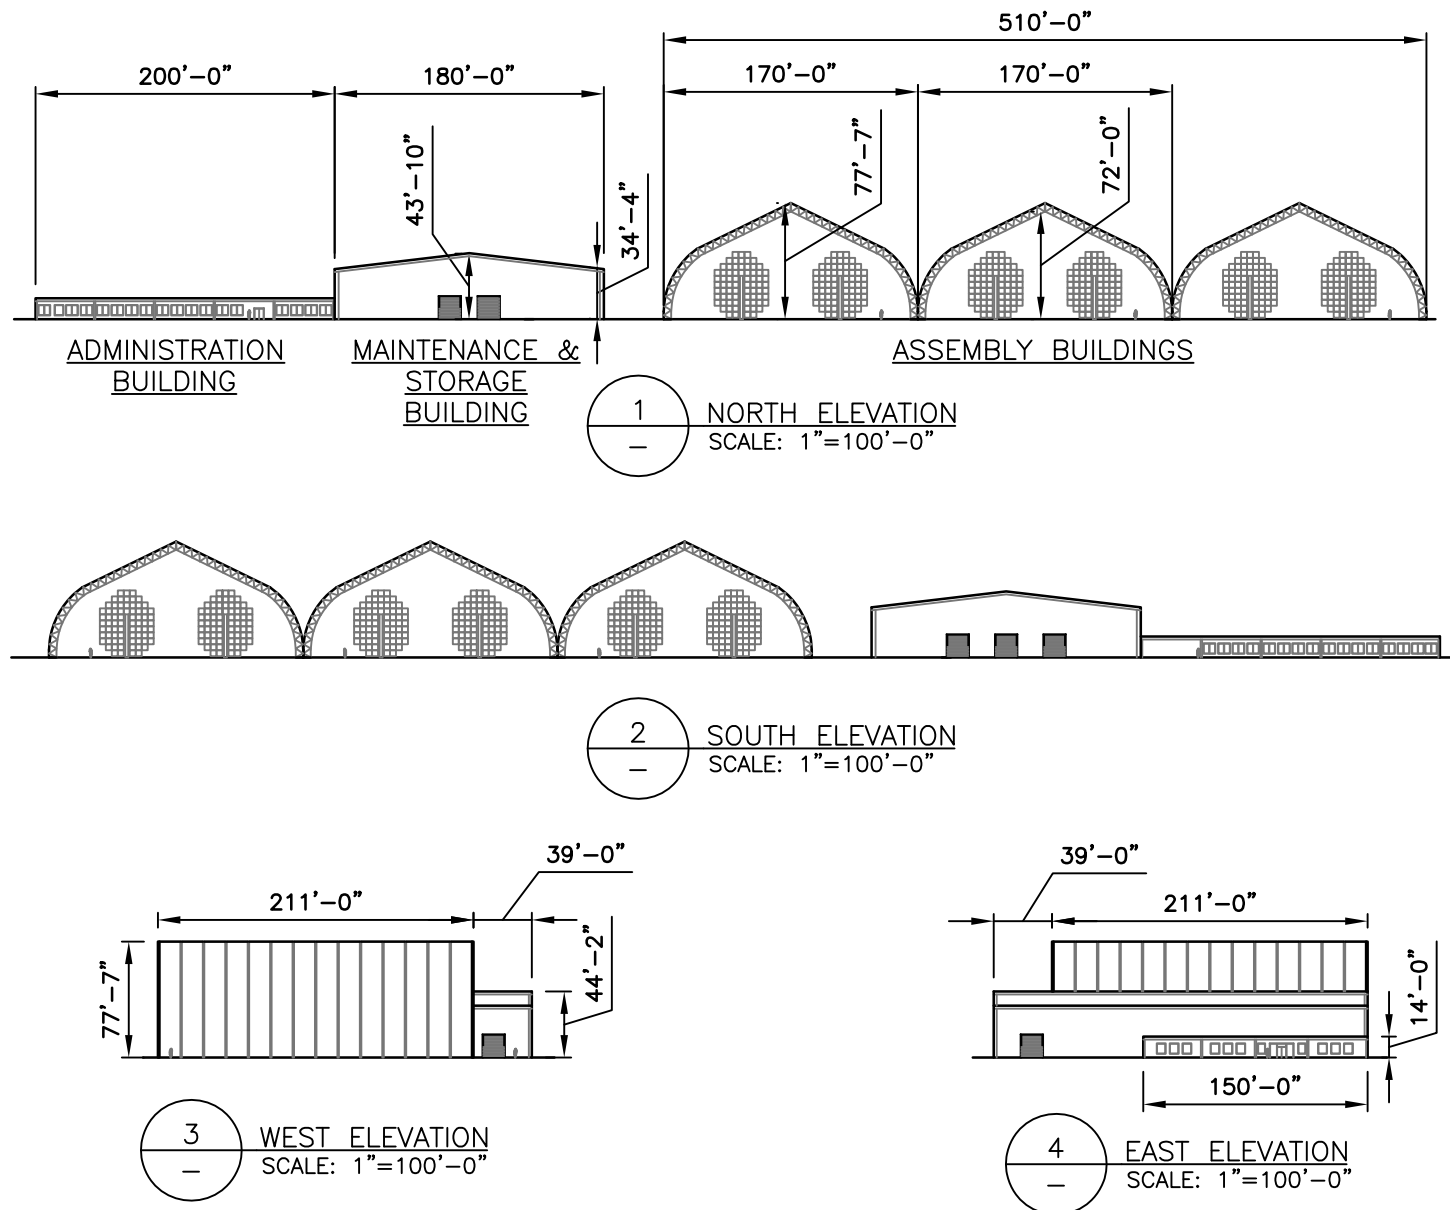 510'-0"
200'-0"
180'-0"
170'-0"
170'-0"
43'-10"
34'-4"
77'-7"
72'-0"
ADMINISTRATION
BUILDING
MAINTENANCE &
STORAGE
BUILDING
ASSEMBLY BUILDINGS
1
–
NORTH ELEVATION
SCALE: 1"=100'-0"
2
–
SOUTH ELEVATION
SCALE: 1"=100'-0"
39'-0"
211'-0"
77'-7"
44'-2"
3
–
WEST ELEVATION
SCALE: 1"=100'-0"
39'-0"
211'-0"
14'-0"
150'-0"
4
–
EAST ELEVATION
SCALE: 1"=100'-0"